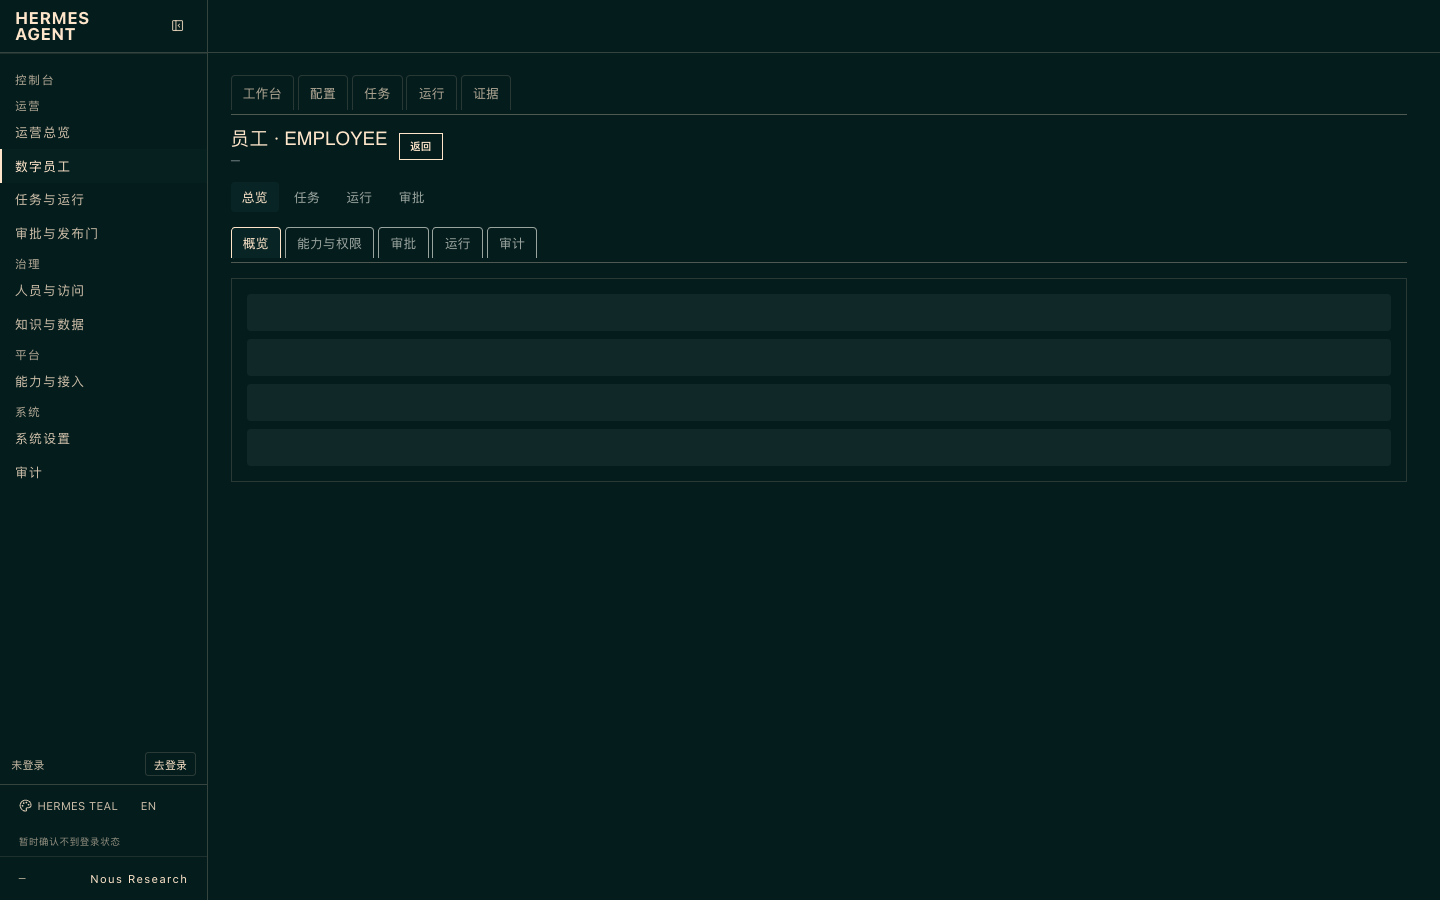 HERMES
AGENT
控制台
运营
运营总览
数字员工
任务与运行
审批与发布门
治理
人员与访问
知识与数据
平台
能力与接入
系统
系统设置
审计
未登录 去登录
HERMES TEAL EN
暂时确认不到登录状态
— Nous Research
工作台 配置 任务 运行 证据
员工 · EMPLOYEE 返回
—
总览 任务 运行 审批
概览 能力与权限 审批 运行 审计